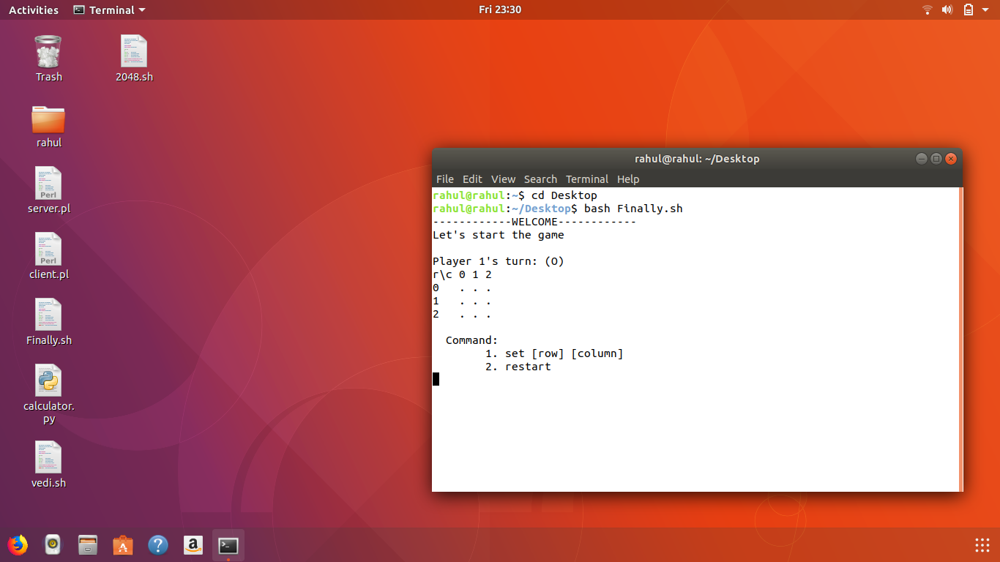 Activities
Terminal
Fri 23:30
Trash
2048.sh
rahul
Perl
server.pl
Perl
client.pl
Finally.sh
calculator.
py
vedi.sh
rahul@rahul: ~/Desktop
File Edit View Search Terminal Help
rahul@rahul:~$ cd Desktop
rahul@rahul:~/Desktop$ bash Finally.sh
------------WELCOME------------
Let's start the game
Player 1's turn: (O)
r\c 0 1 2
0 . . .
1 . . .
2 . . .
Command:
1. set [row] [column]
2. restart